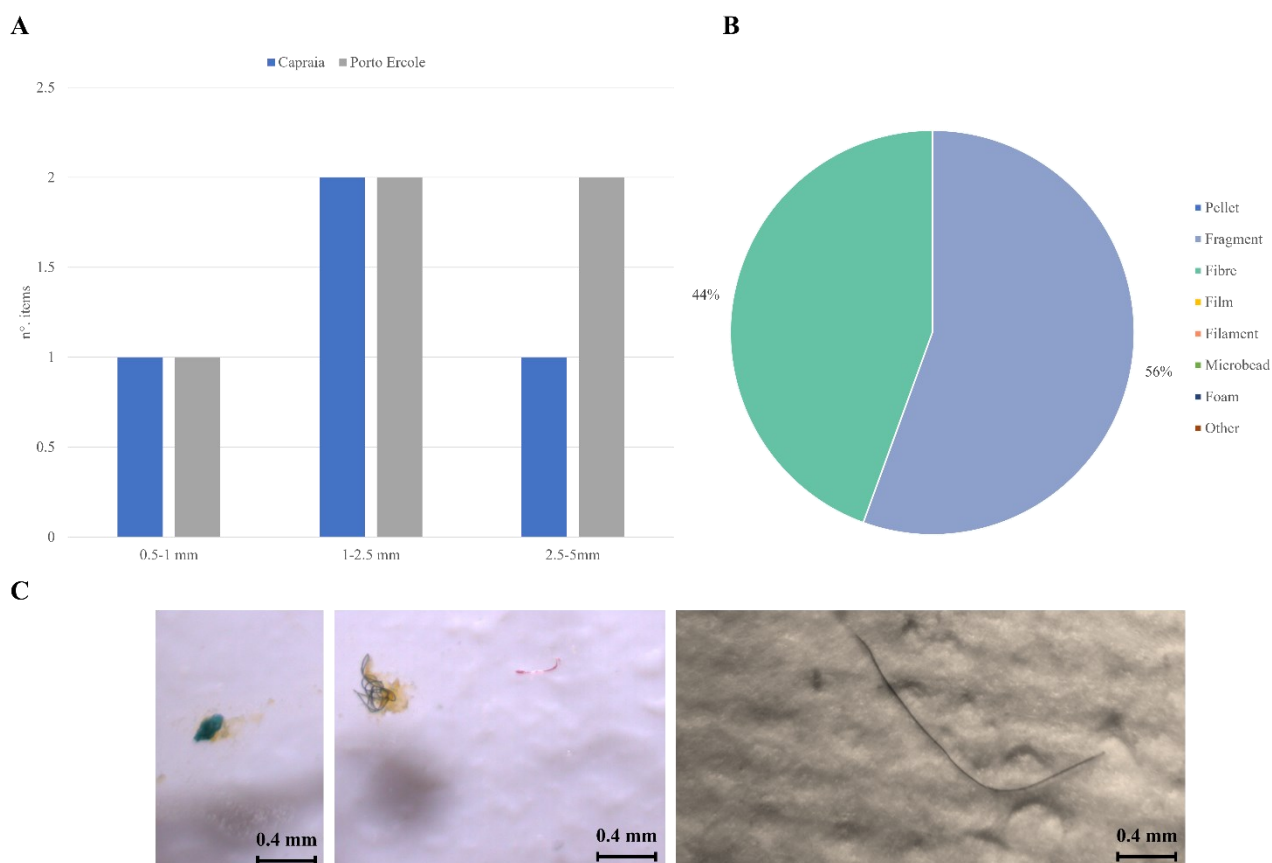 A
B
Capraia Porto Ercole
2.5
2
1.5
1
0.5
0
n°. items
0.5-1 mm 1-2.5 mm 2.5-5mm
44%
56%
Pellet
Fragment
Fibre
Film
Filament
Microbead
Foam
Other
C
0.4 mm 0.4 mm 0.4 mm